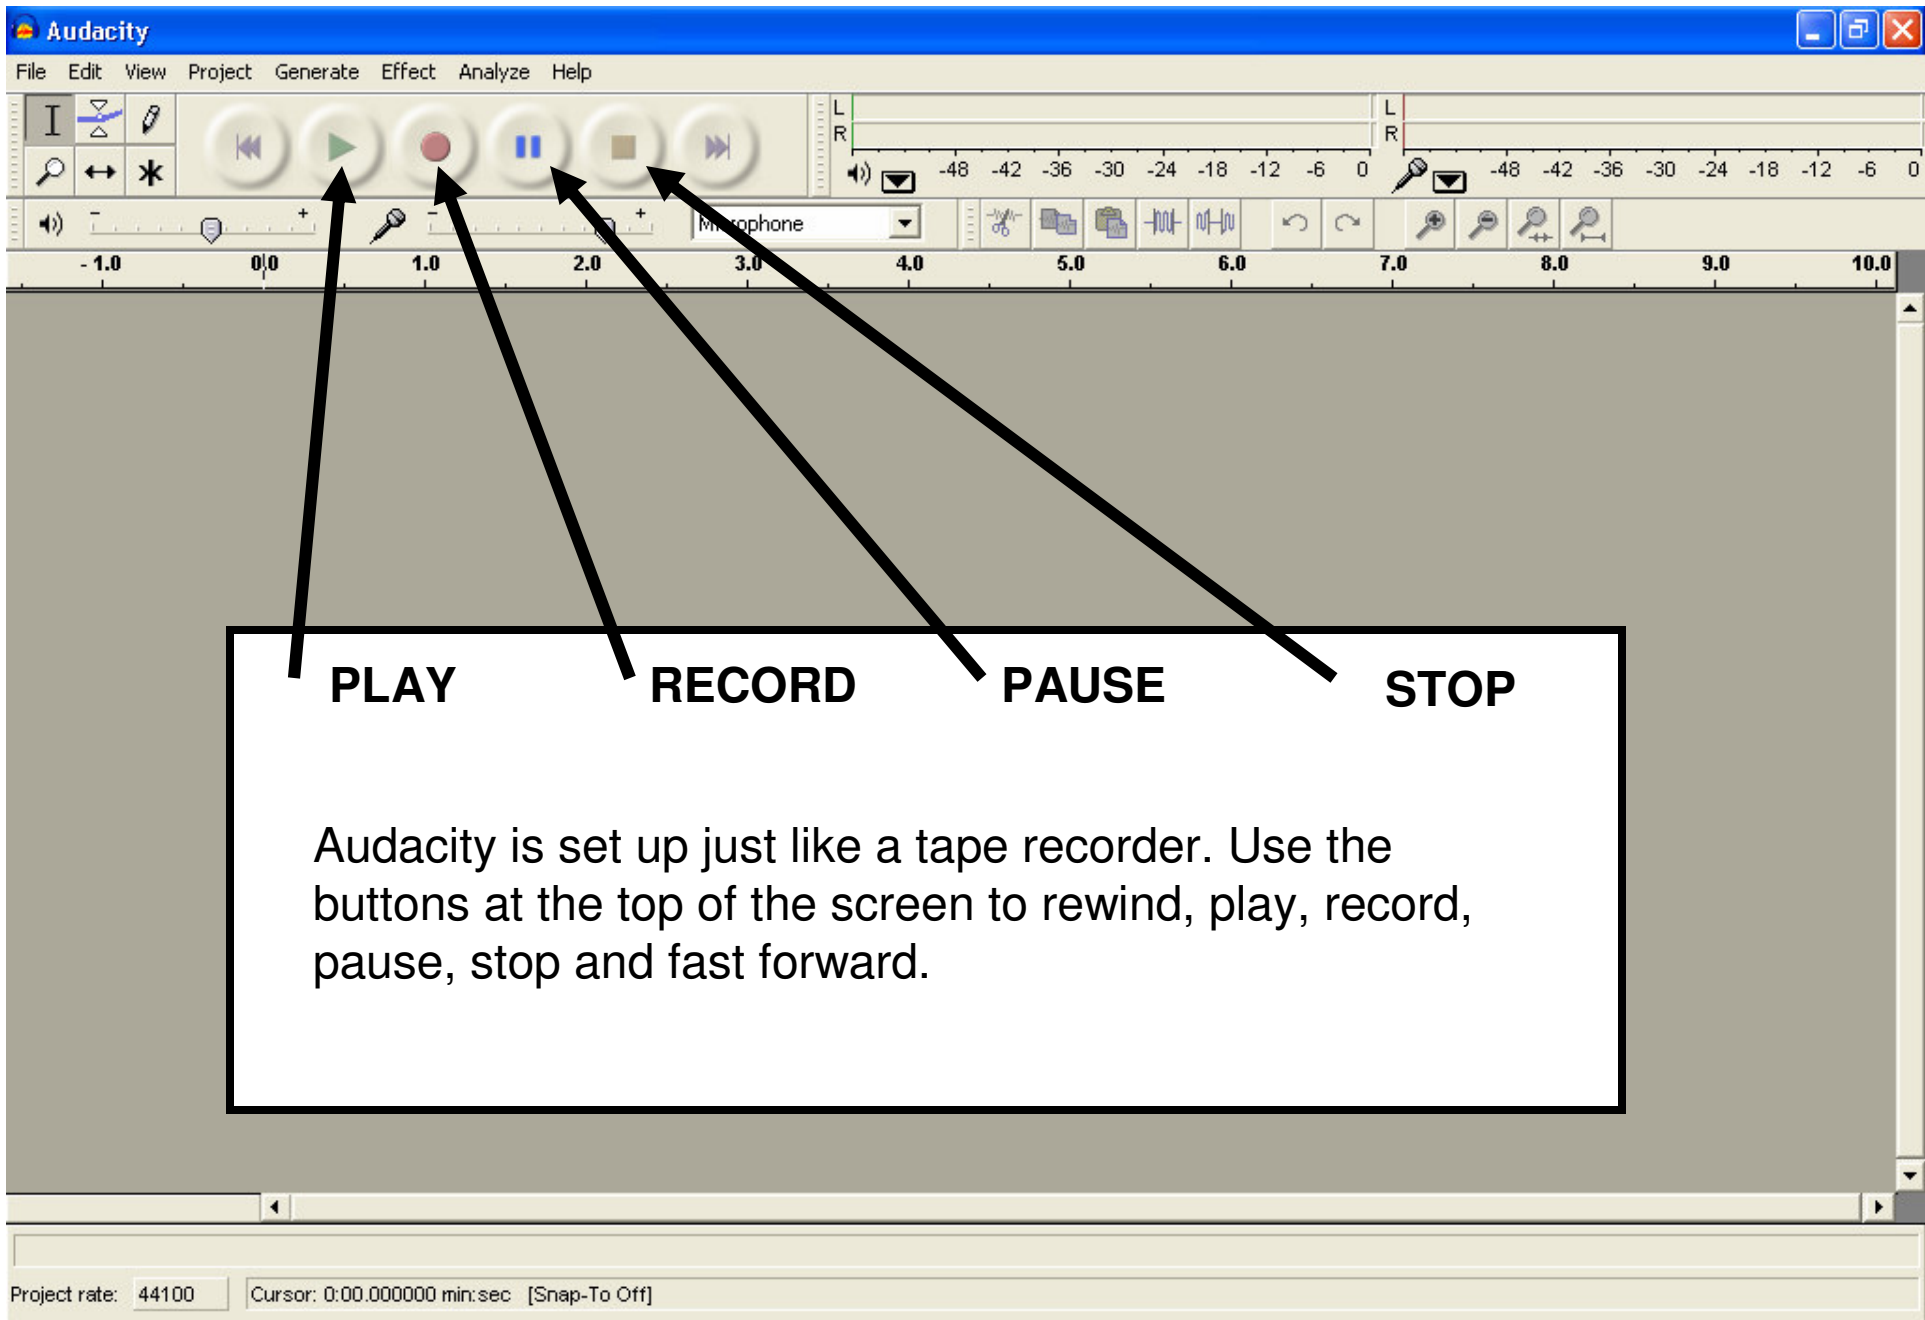 Audacity
File Edit View Project Generate Effect Analyze Help
L
R
-48 -42 -36 -30 -24 -18 -12 -6 0
L
R
-48 -42 -36 -30 -24 -18 -12 -6 0
- + - + Microphone
- 1.0 0.0 1.0 2.0 3.0 4.0 5.0 6.0 7.0 8.0 9.0 10.0
PLAY RECORD PAUSE STOP
Audacity is set up just like a tape recorder. Use the
buttons at the top of the screen to rewind, play, record,
pause, stop and fast forward.
Project rate: 44100 Cursor: 0:00.000000 min:sec [Snap-To Off]